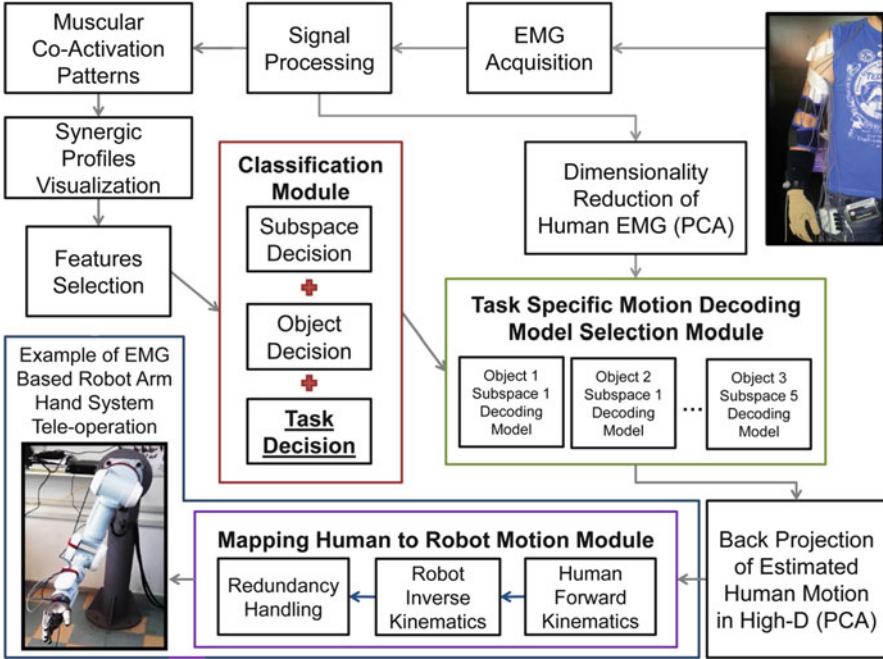 Muscular
Co-Activation
Patterns
Signal
Processing
EMG
Acquisition
Synergic
Profiles
Visualization
Features
Selection
Classification
Module
Subspace
Decision
Object
Decision
Task
Decision
Dimensionality
Reduction of
Human EMG (PCA)
Task Specific Motion Decoding
Model Selection Module
Object 1
Subspace 1
Decoding
Model
Object 2
Subspace 1
Decoding
Model
...
Object 3
Subspace 5
Decoding
Model
Example of EMG
Based Robot Arm
Hand System
Tele-operation
Mapping Human to Robot Motion Module
Redundancy
Handling
Robot
Inverse
Kinematics
Human
Forward
Kinematics
Back Projection
of Estimated
Human Motion
in High-D (PCA)